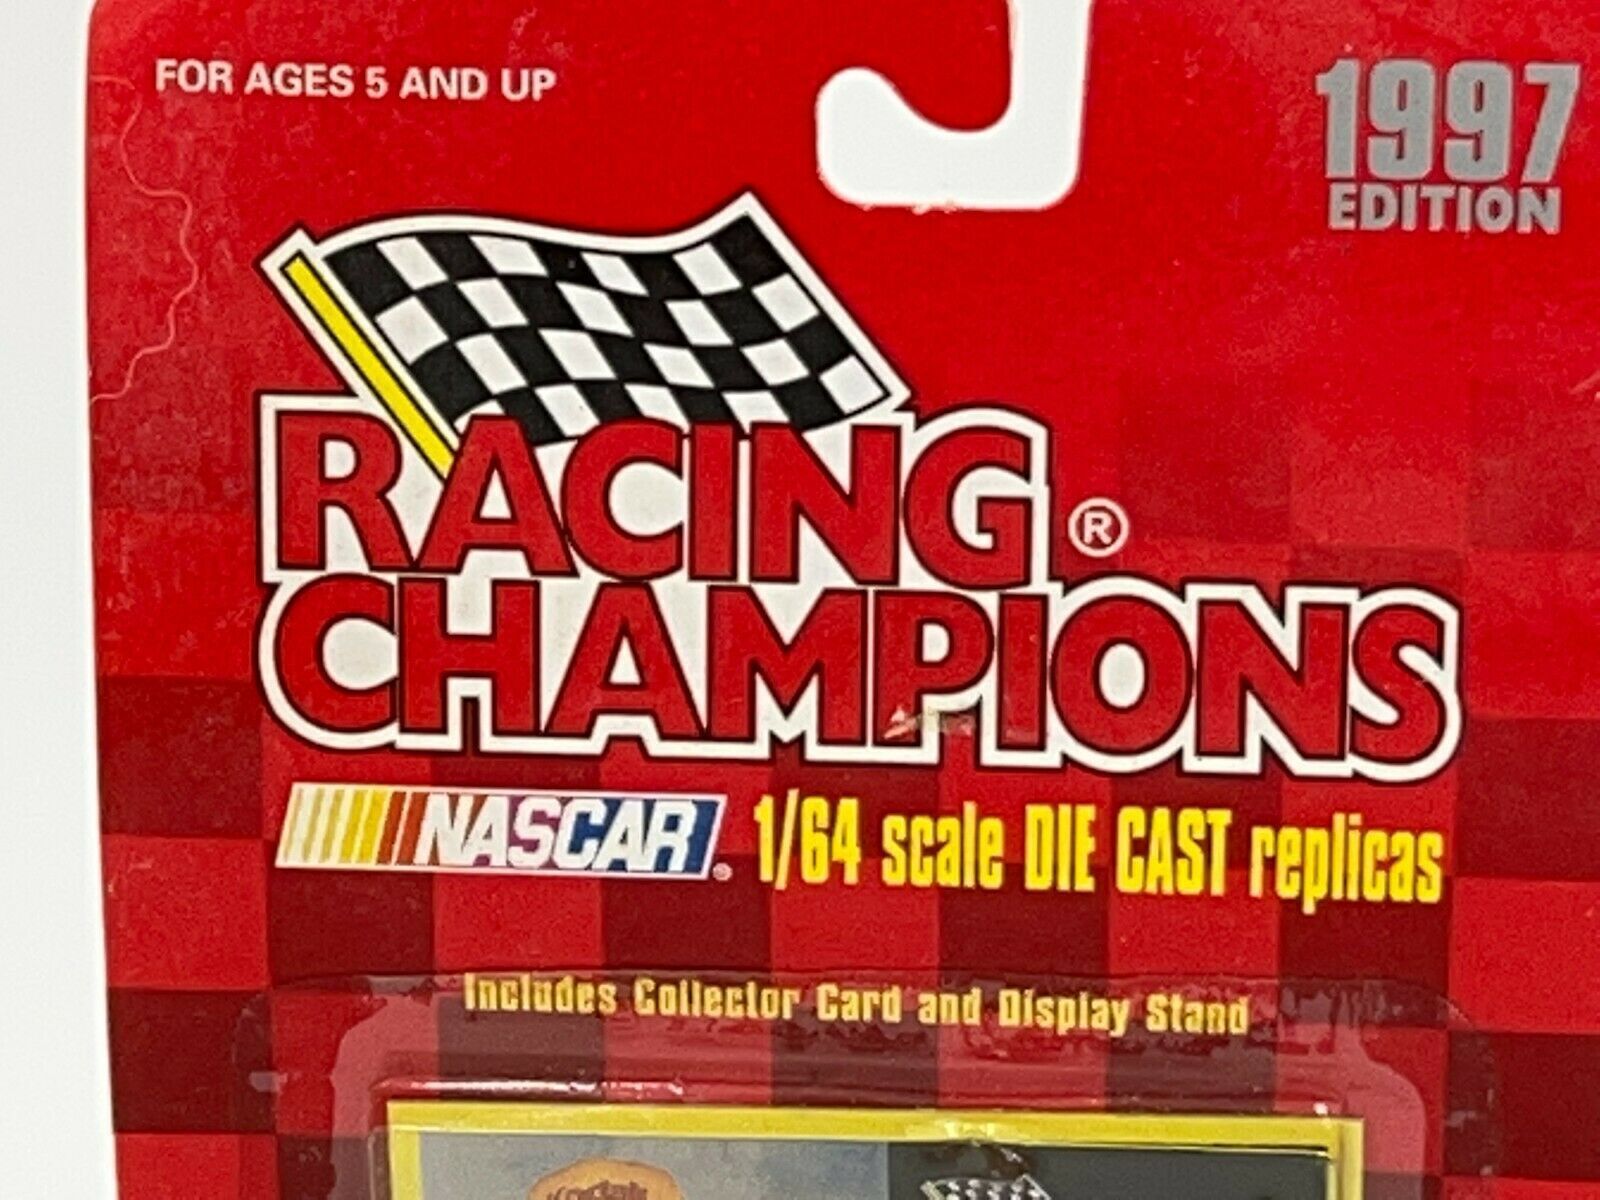 FOR AGES 5 AND UP
1997
EDITION
RACING
CHAMPIONS®
NASCAR. 1/64 scale DIE CAST replicas
Includes Collector Card and Display Stand